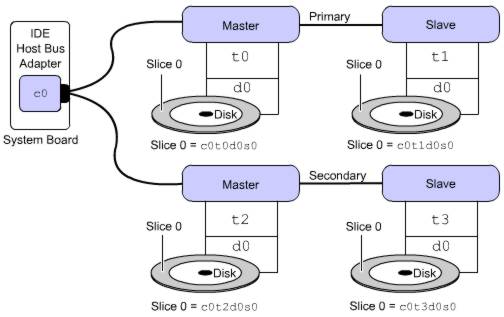 IDE
Host Bus
Adapter
c0
System Board
Master
Primary
Slave
Slice 0
t0
d0
Disk
Slice 0 = c0t0d0s0
Slice 0
t1
d0
Disk
Slice 0 = c0t1d0s0
Master
Secondary
Slave
Slice 0
t2
d0
Disk
Slice 0 = c0t2d0s0
Slice 0
t3
d0
Disk
Slice 0 = c0t3d0s0